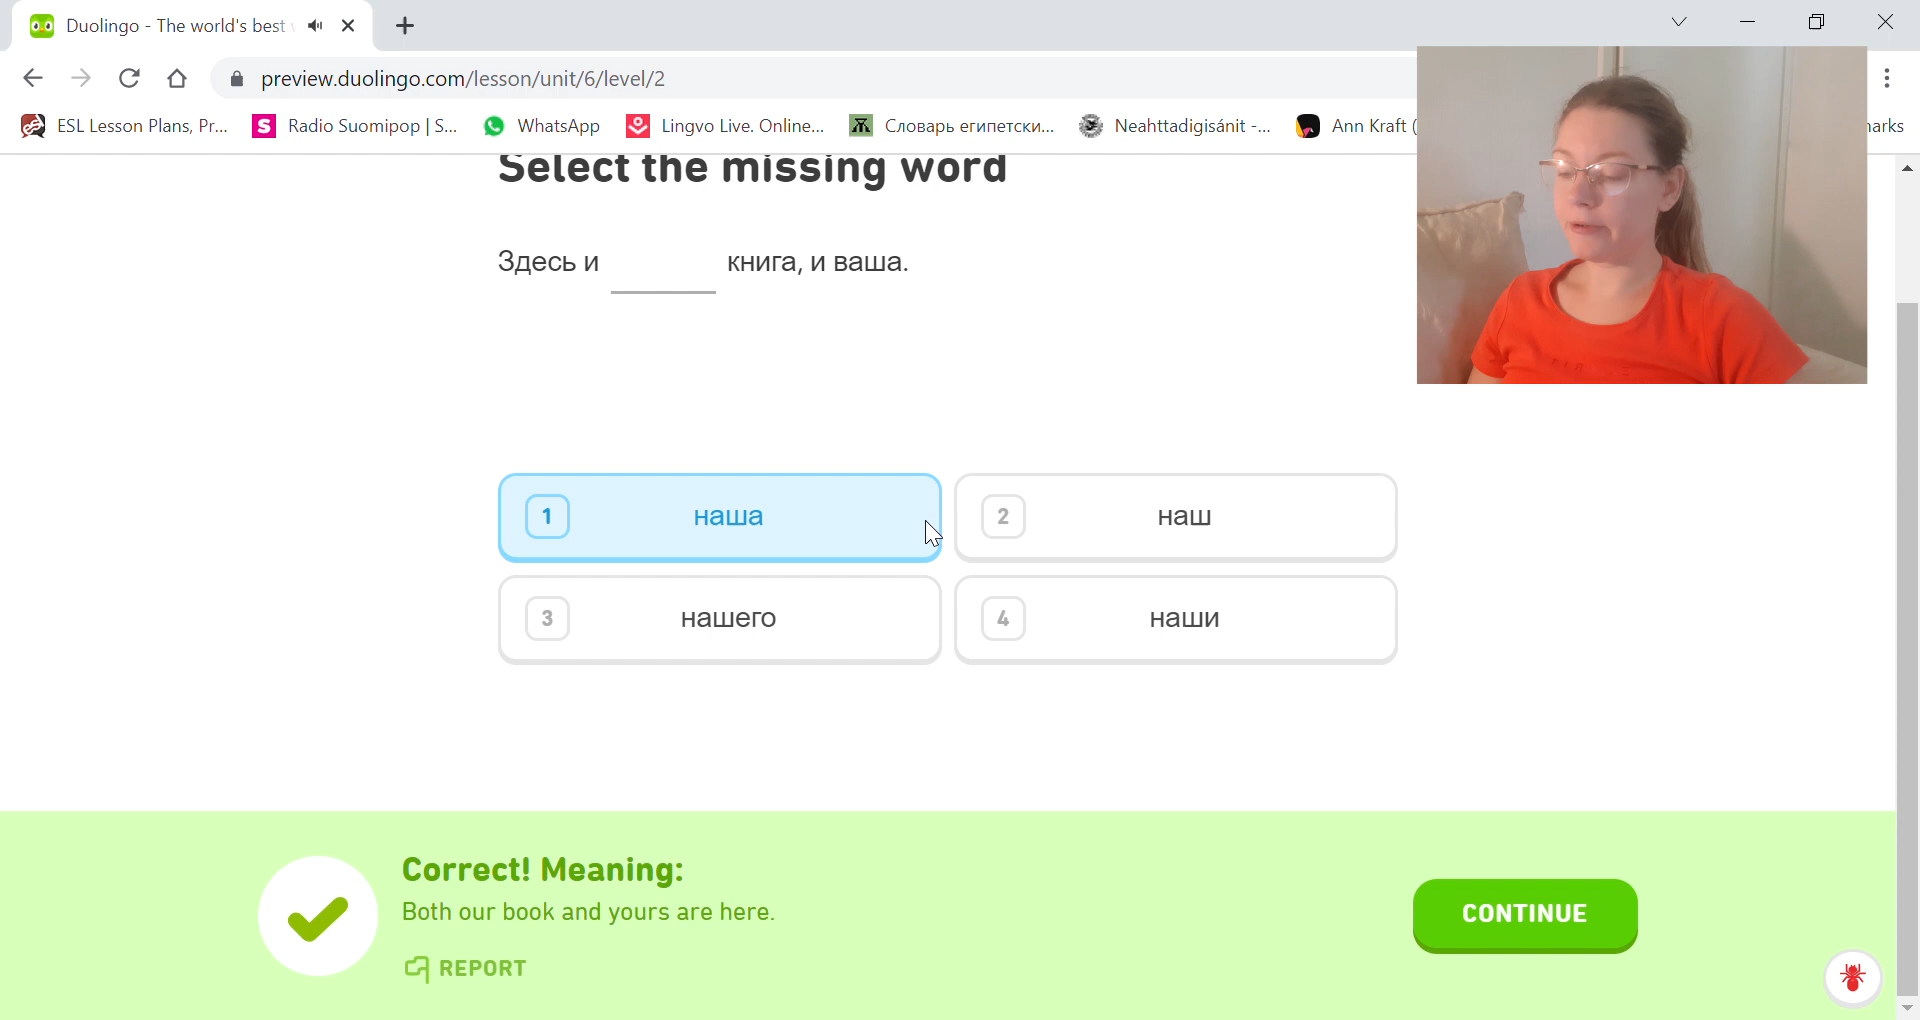 Duolingo - The world's best
preview.duolingo.com/lesson/unit/6/level/2
ESL Lesson Plans, Pr...
S
Radio Suomipop | S...
WhatsApp
Lingvo Live. Online...
Словарь египетски...
Neahttadigisánit -...
Ann Kraft (
Select the missing word
Здесь и ______ книга, и ваша.
1 наша
2 наш
3 нашего
4 наши
Correct! Meaning:
Both our book and yours are here.
REPORT
CONTINUE